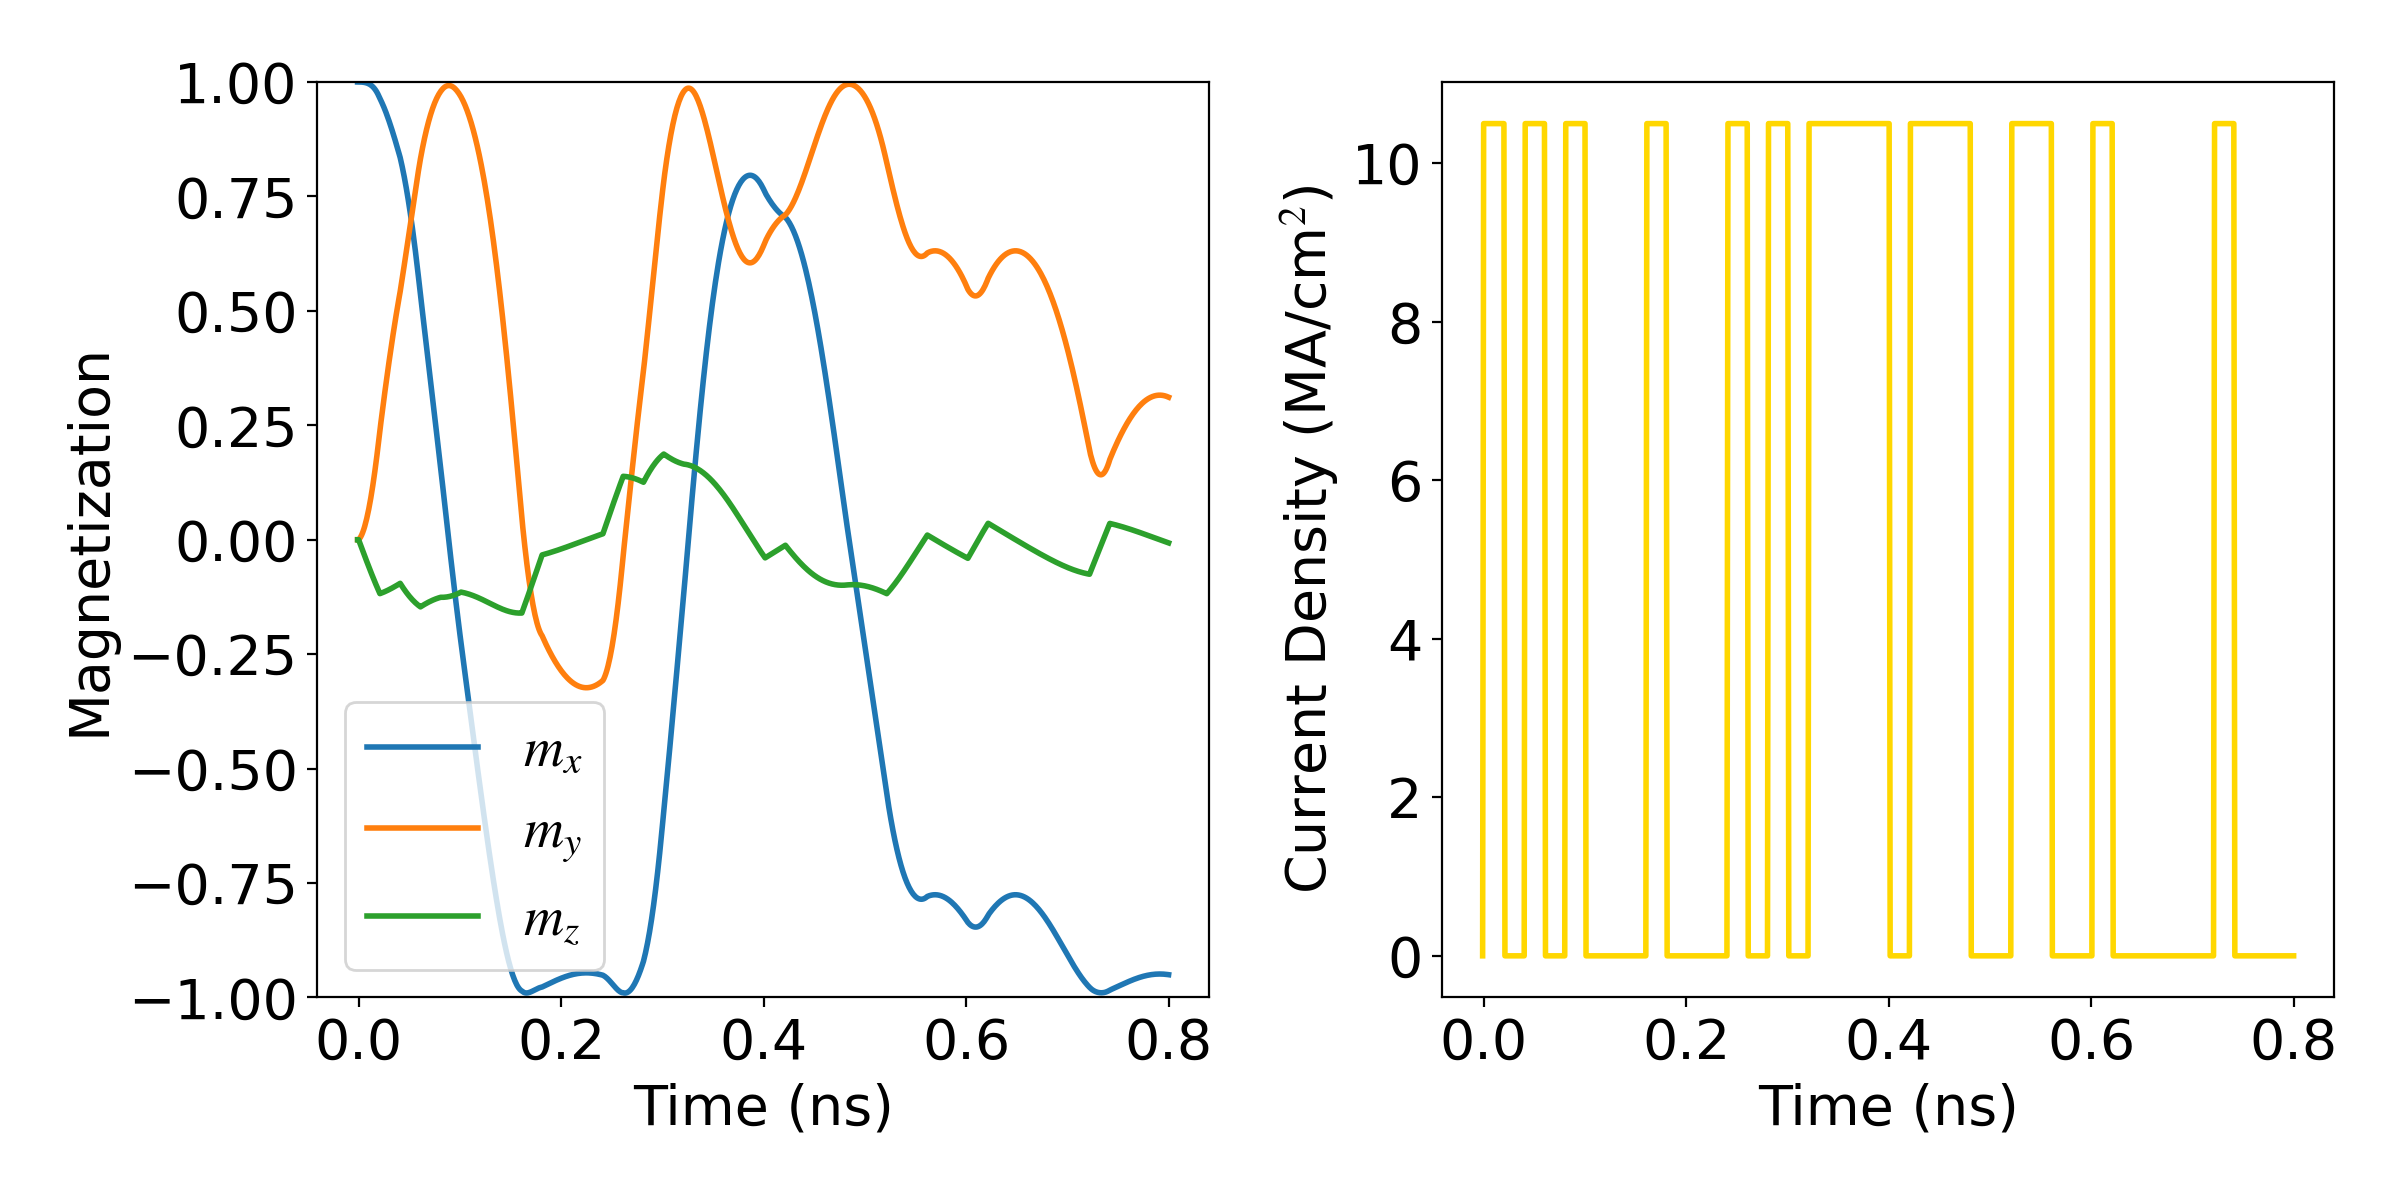 1.00
0.75
0.50
0.25
0.00
−0.25
−0.50
−0.75
−1.00
Magnetization
m_x
m_y
m_z
0.0 0.2 0.4 0.6 0.8
Time (ns)
10
8
6
4
2
0
Current Density (MA/cm²)
0.0 0.2 0.4 0.6 0.8
Time (ns)